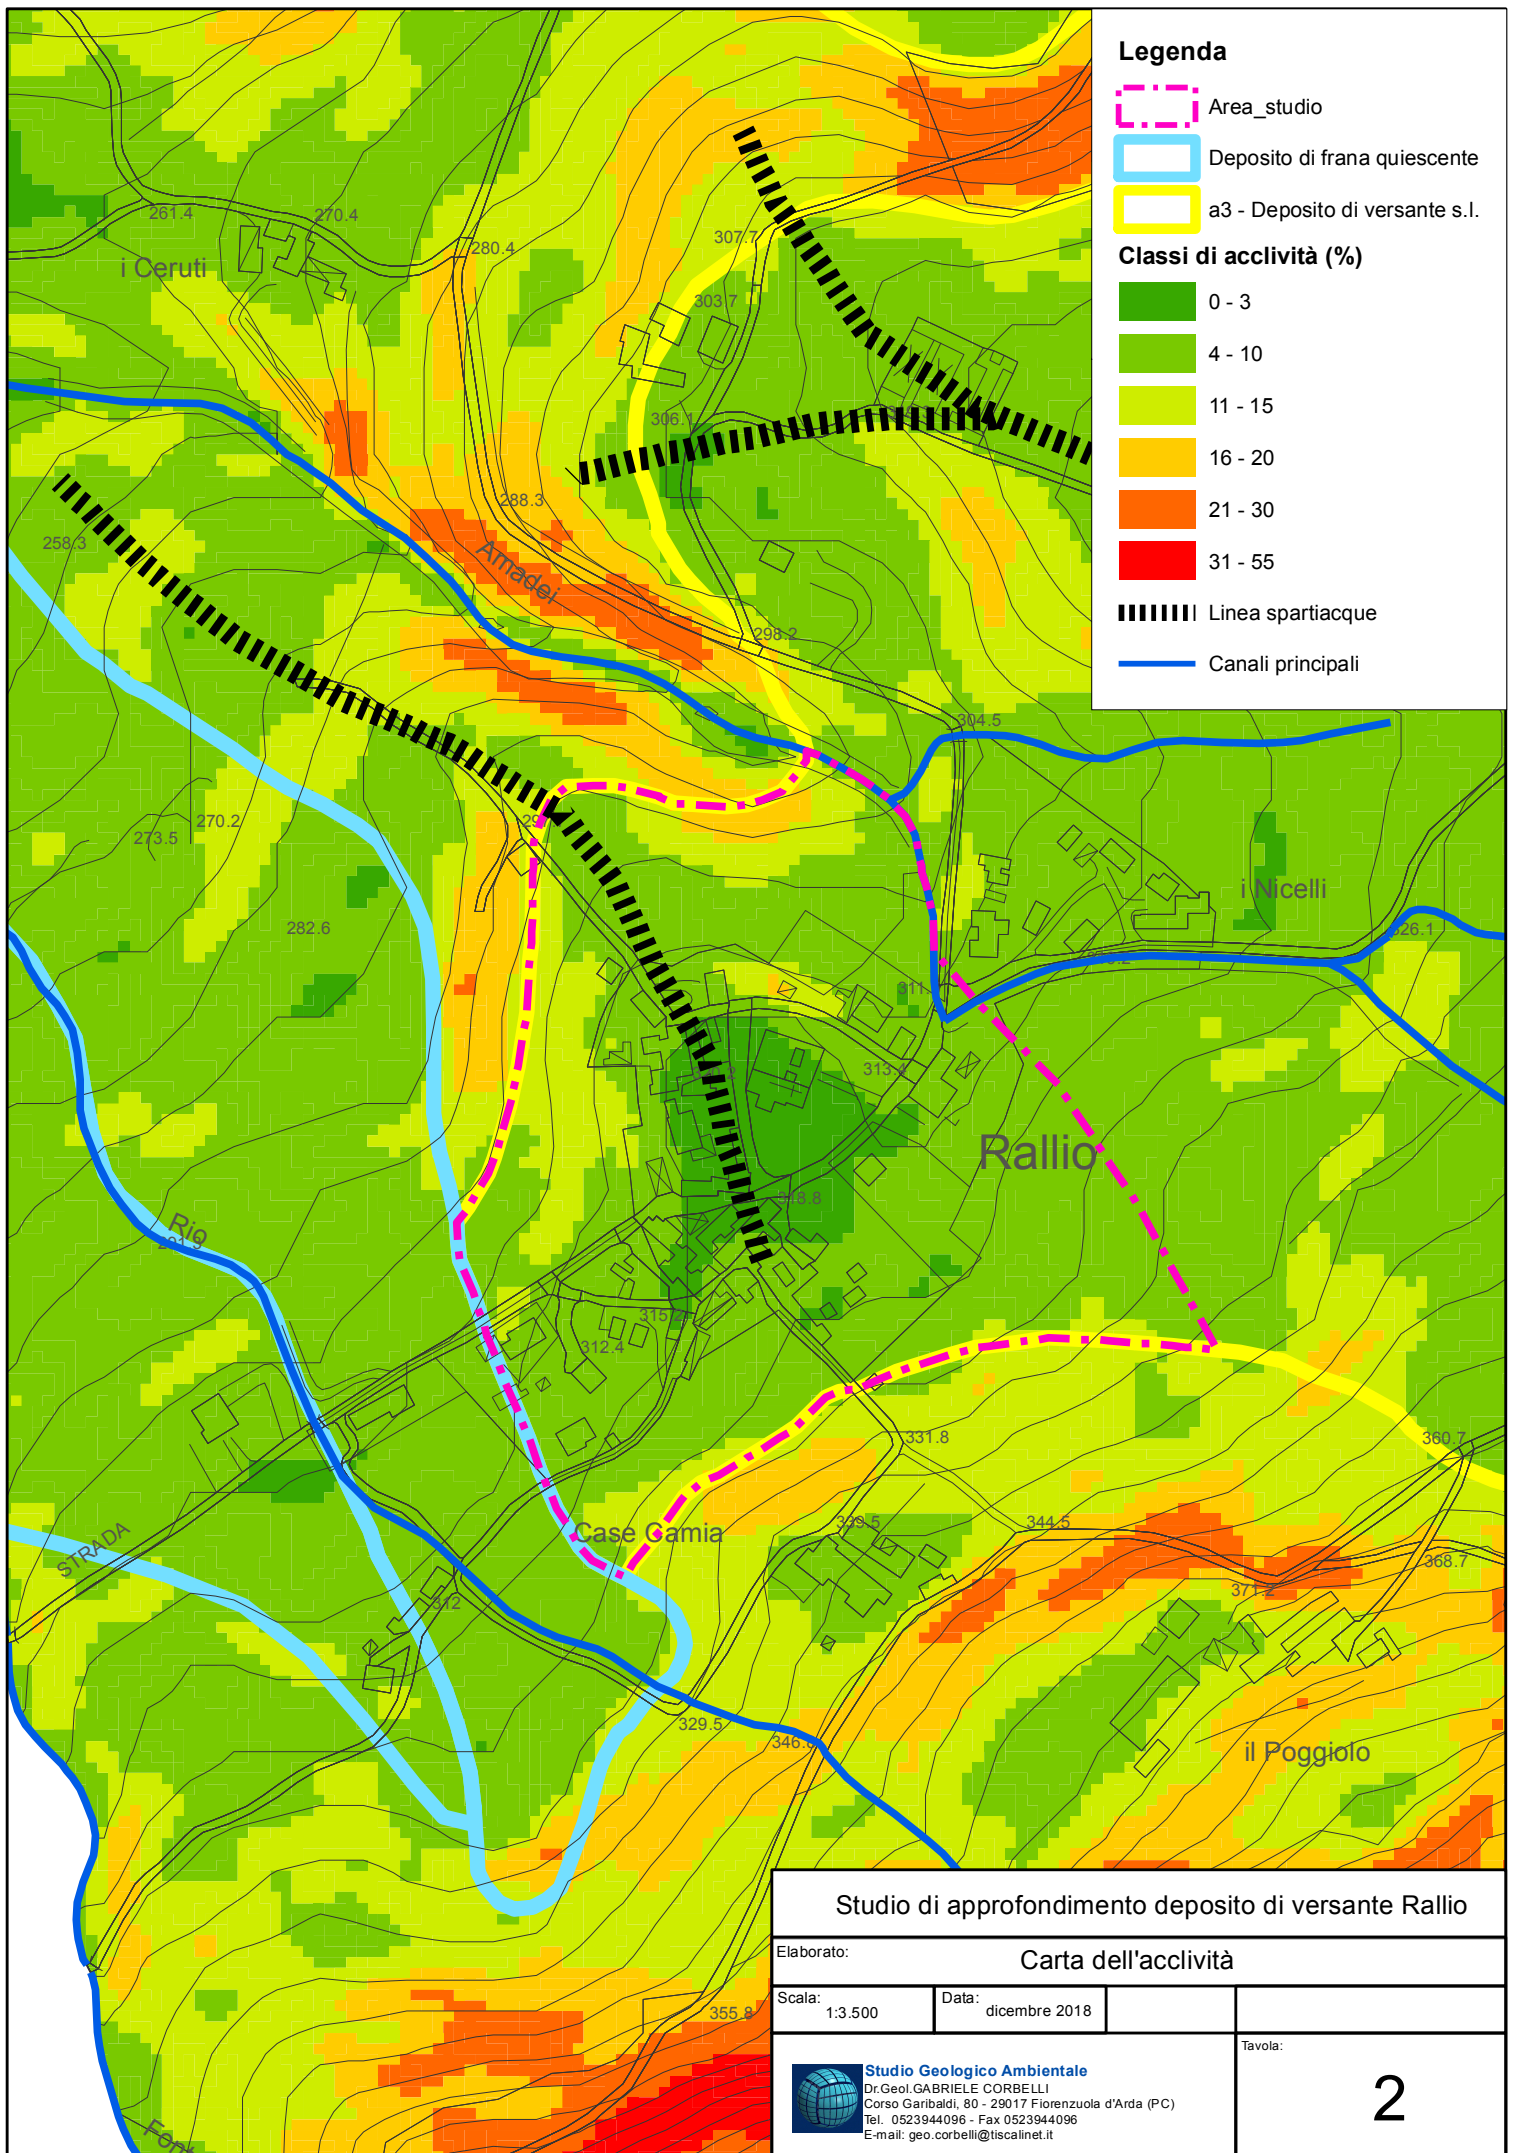 Legenda
Area_studio
Deposito di frana quiescente
a3 - Deposito di versante s.l.
Classi di acclività (%)
0 - 3
4 - 10
11 - 15
16 - 20
21 - 30
31 - 55
Linea spartiacque
Canali principali
261.4
270.4
280.4
i Ceruti
307.7
303.7
306.1
288.3
258.3
Amadei
298.2
304.5
270.2
273.5
282.6
i Nicelli
326.1
313.4
Rallio
318.8
Rio
315.2
312.4
331.8
360.7
Case Gamia
339.5
344.5
STRADA
368.7
371.2
312
329.5
346.8
il Poggiolo
355.8
Studio di approfondimento deposito di versante Rallio
Elaborato:
Carta dell'acclività
Scala:
1:3.500
Data:
dicembre 2018
Studio Geologico Ambientale
Dr.Geol.GABRIELE CORBELLI
Corso Garibaldi, 80 - 29017 Fiorenzuola d'Arda (PC)
Tel. 0523944096 - Fax 0523944096
E-mail: geo.corbelli@tiscalinet.it
Tavola:
2